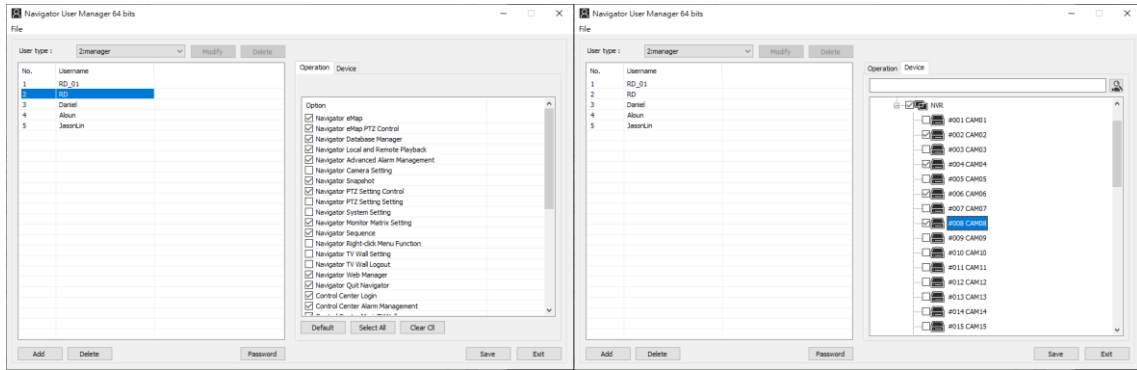 Navigator User Manager 64 bits
File
User type :
2:manager
Modify
Delete
No. Username
1 RD_01
2 RD
3 Daniel
4 Alsun
5 JasonLin
Operation Device
Option
Navigator eMap
Navigator eMap PTZ Control
Navigator Database Manager
Navigator Local and Remote Playback
Navigator Advanced Alarm Management
Navigator Camera Setting
Navigator Snapshot
Navigator PTZ Setting Control
Navigator PTZ Setting Setting
Navigator System Setting
Navigator Monitor Matrix Setting
Navigator Sequence
Navigator Right-click Menu Function
Navigator TV Wall Setting
Navigator TV Wall Logout
Navigator Web Manager
Navigator Quit Navigator
Control Center Login
Control Center Alarm Management
Default Select All Clear Cll
Add Delete Password Save Exit
Navigator User Manager 64 bits
File
User type :
2:manager
Modify
Delete
No. Username
1 RD_01
2 RD
3 Daniel
4 Alsun
5 JasonLin
Operation Device
NVR
#001 CAM01
#002 CAM02
#003 CAM03
#004 CAM04
#005 CAM05
#006 CAM06
#007 CAM07
#008 CAM08
#009 CAM09
#010 CAM10
#011 CAM11
#012 CAM12
#013 CAM13
#014 CAM14
#015 CAM15
Add Delete Password Save Exit